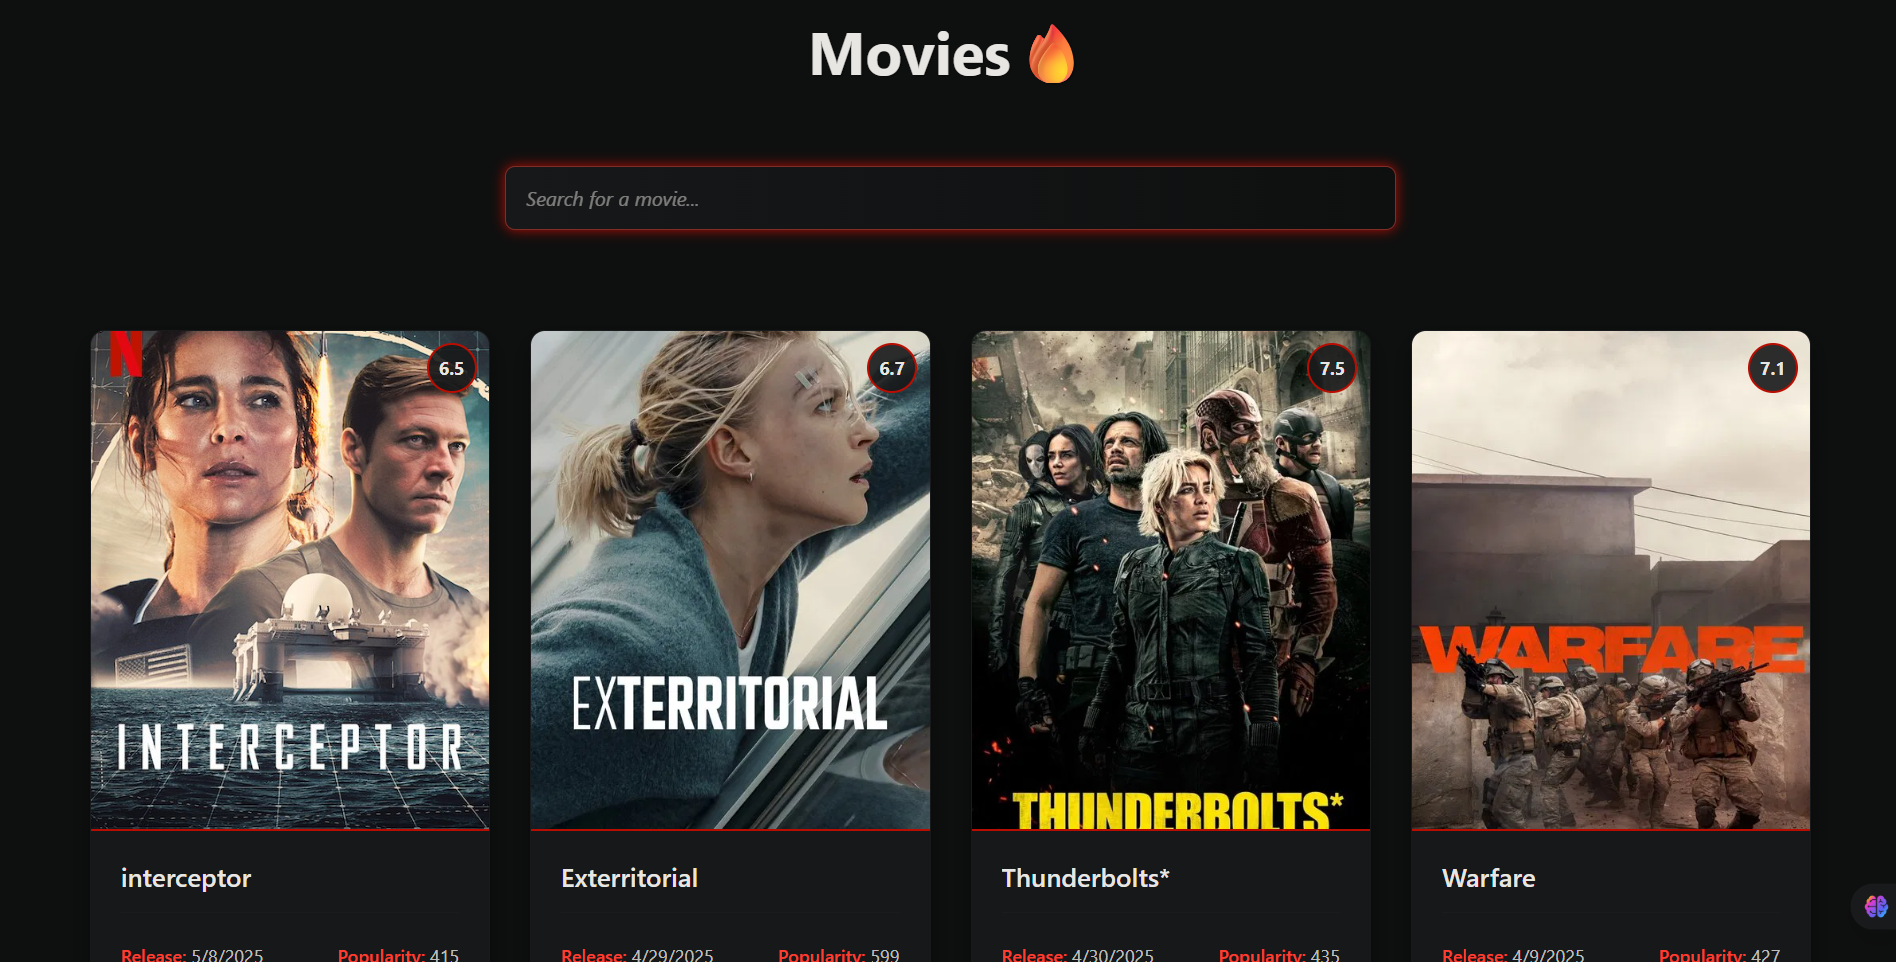 Movies 🔥
Search for a movie...
N
6.5
6.7
7.5
7.1
INTERCEPTOR
EXTERRITORIAL
THUNDERBOLTS*
WARFARE
interceptor
Exterritorial
Thunderbolts*
Warfare
Release: 5/8/2025 Popularity: 415
Release: 4/29/2025 Popularity: 599
Release: 4/30/2025 Popularity: 435
Release: 4/9/2025 Popularity: 427